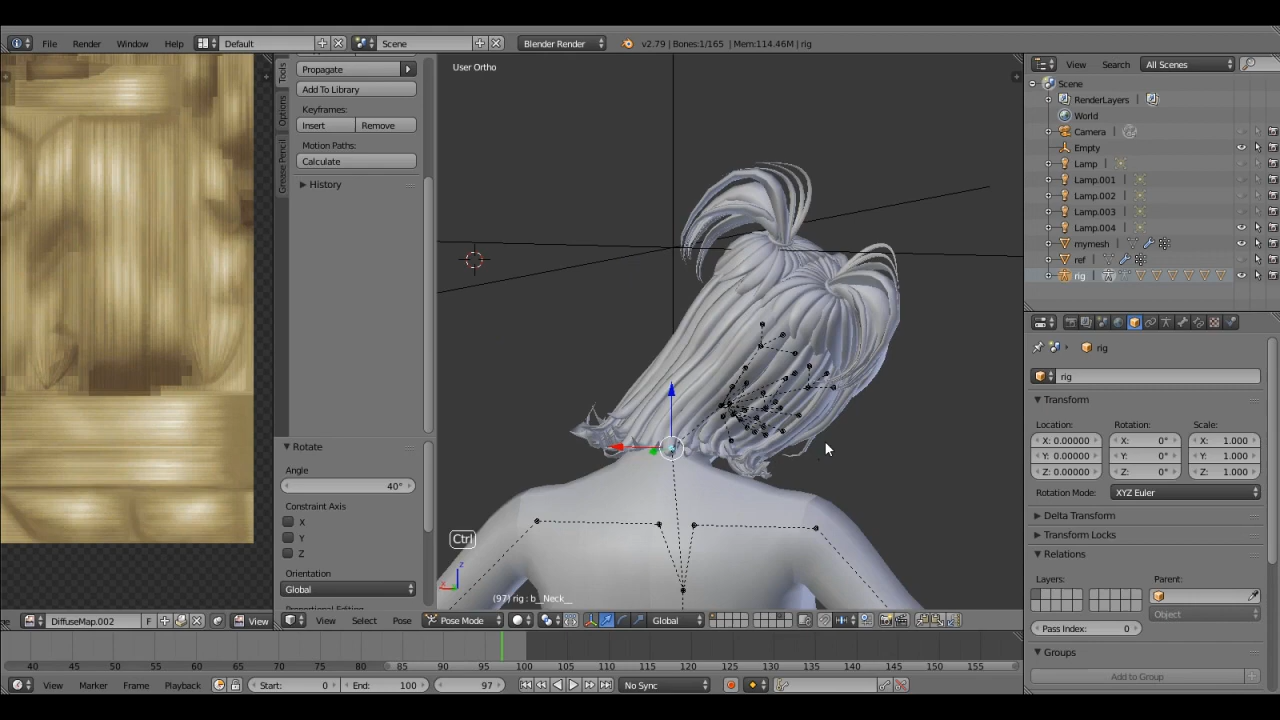 File Render Window Help Default Scene Blender Render v2.79 | Bones:1/165 | Mem:114.46M | rig
Tools
Options
Grease Pencil
Propagate
Add To Library
Keyframes:
Insert Remove
Motion Paths:
Calculate
History
Rotate
Angle
40°
Constraint Axis
X
Y
Z
Orientation
Global
User Ortho
Ctrl
z
x
(97) rig : b__Neck__
View Search All Scenes
Scene
RenderLayers
World
Camera
Empty
Lamp
Lamp.001
Lamp.002
Lamp.003
Lamp.004
mymesh
ref
rig
rig
rig
Transform
Location: Rotation: Scale:
X: 0.00000 X: 0° X: 1.000
Y: 0.00000 Y: 0° Y: 1.000
Z: 0.00000 Z: 0° Z: 1.000
Rotation Mode: XYZ Euler
Delta Transform
Transform Locks
Relations
Layers: Parent:
Object
Pass Index: 0
Groups
Add to Group
DiffuseMap.002 F View
View Select Pose Pose Mode Global
40 45 50 55 60 65 70 75 80 85 90 95 100 105 110 115 120 125 130 135 140 145 150 155
View Marker Frame Playback Start: 0 End: 100 97 No Sync